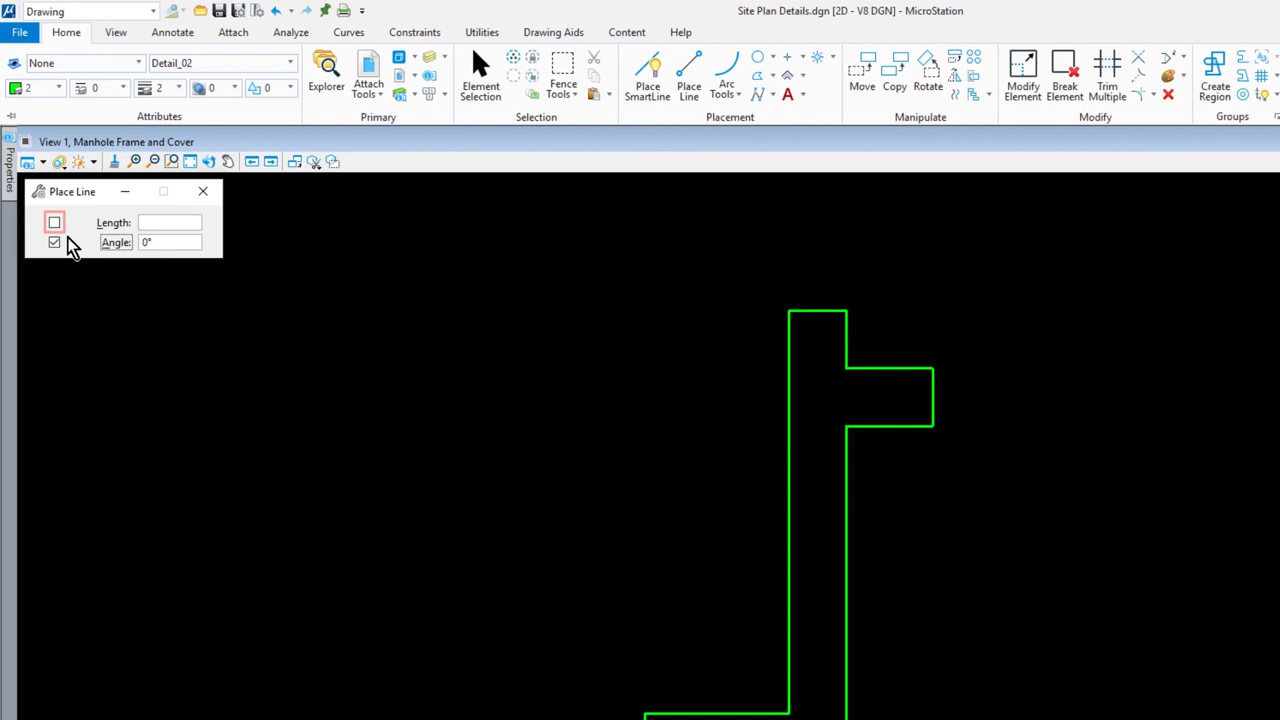 Drawing
Site Plan Details.dgn [2D - V8 DGN] - MicroStation
File Home View Annotate Attach Analyze Curves Constraints Utilities Drawing Aids Content Help
None Detail_02
2 0 2 0 0
Attributes
Explorer
Attach Tools
Primary
Element Selection
Fence Tools
Selection
Place SmartLine
Place Line
Arc Tools
A
Placement
Move Copy Rotate
Manipulate
Modify Element
Break Element
Trim Multiple
Modify
Create Region
Groups
View 1, Manhole Frame and Cover
Properties
Place Line
Length:
Angle: 0°